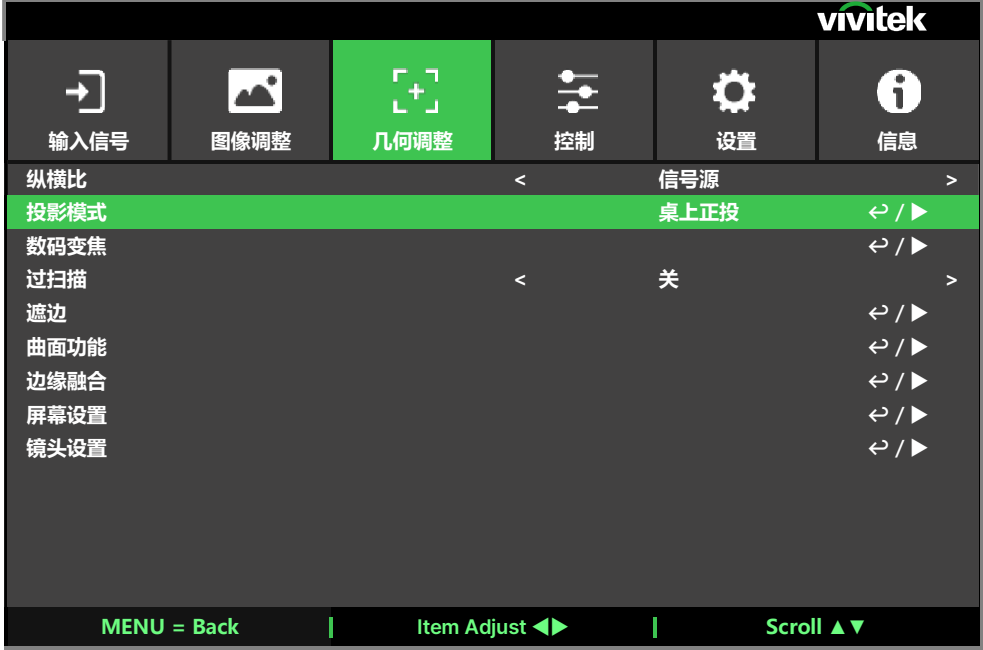 vivitek
输入信号 图像调整 几何调整 控制 设置 信息
纵横比 < 信号源 >
投影模式 桌上正投 ↩ / ▶
数码变焦 ↩ / ▶
过扫描 < 关 >
遮边 ↩ / ▶
曲面功能 ↩ / ▶
边缘融合 ↩ / ▶
屏幕设置 ↩ / ▶
镜头设置 ↩ / ▶
MENU = Back Item Adjust ◀▶ Scroll ▲▼